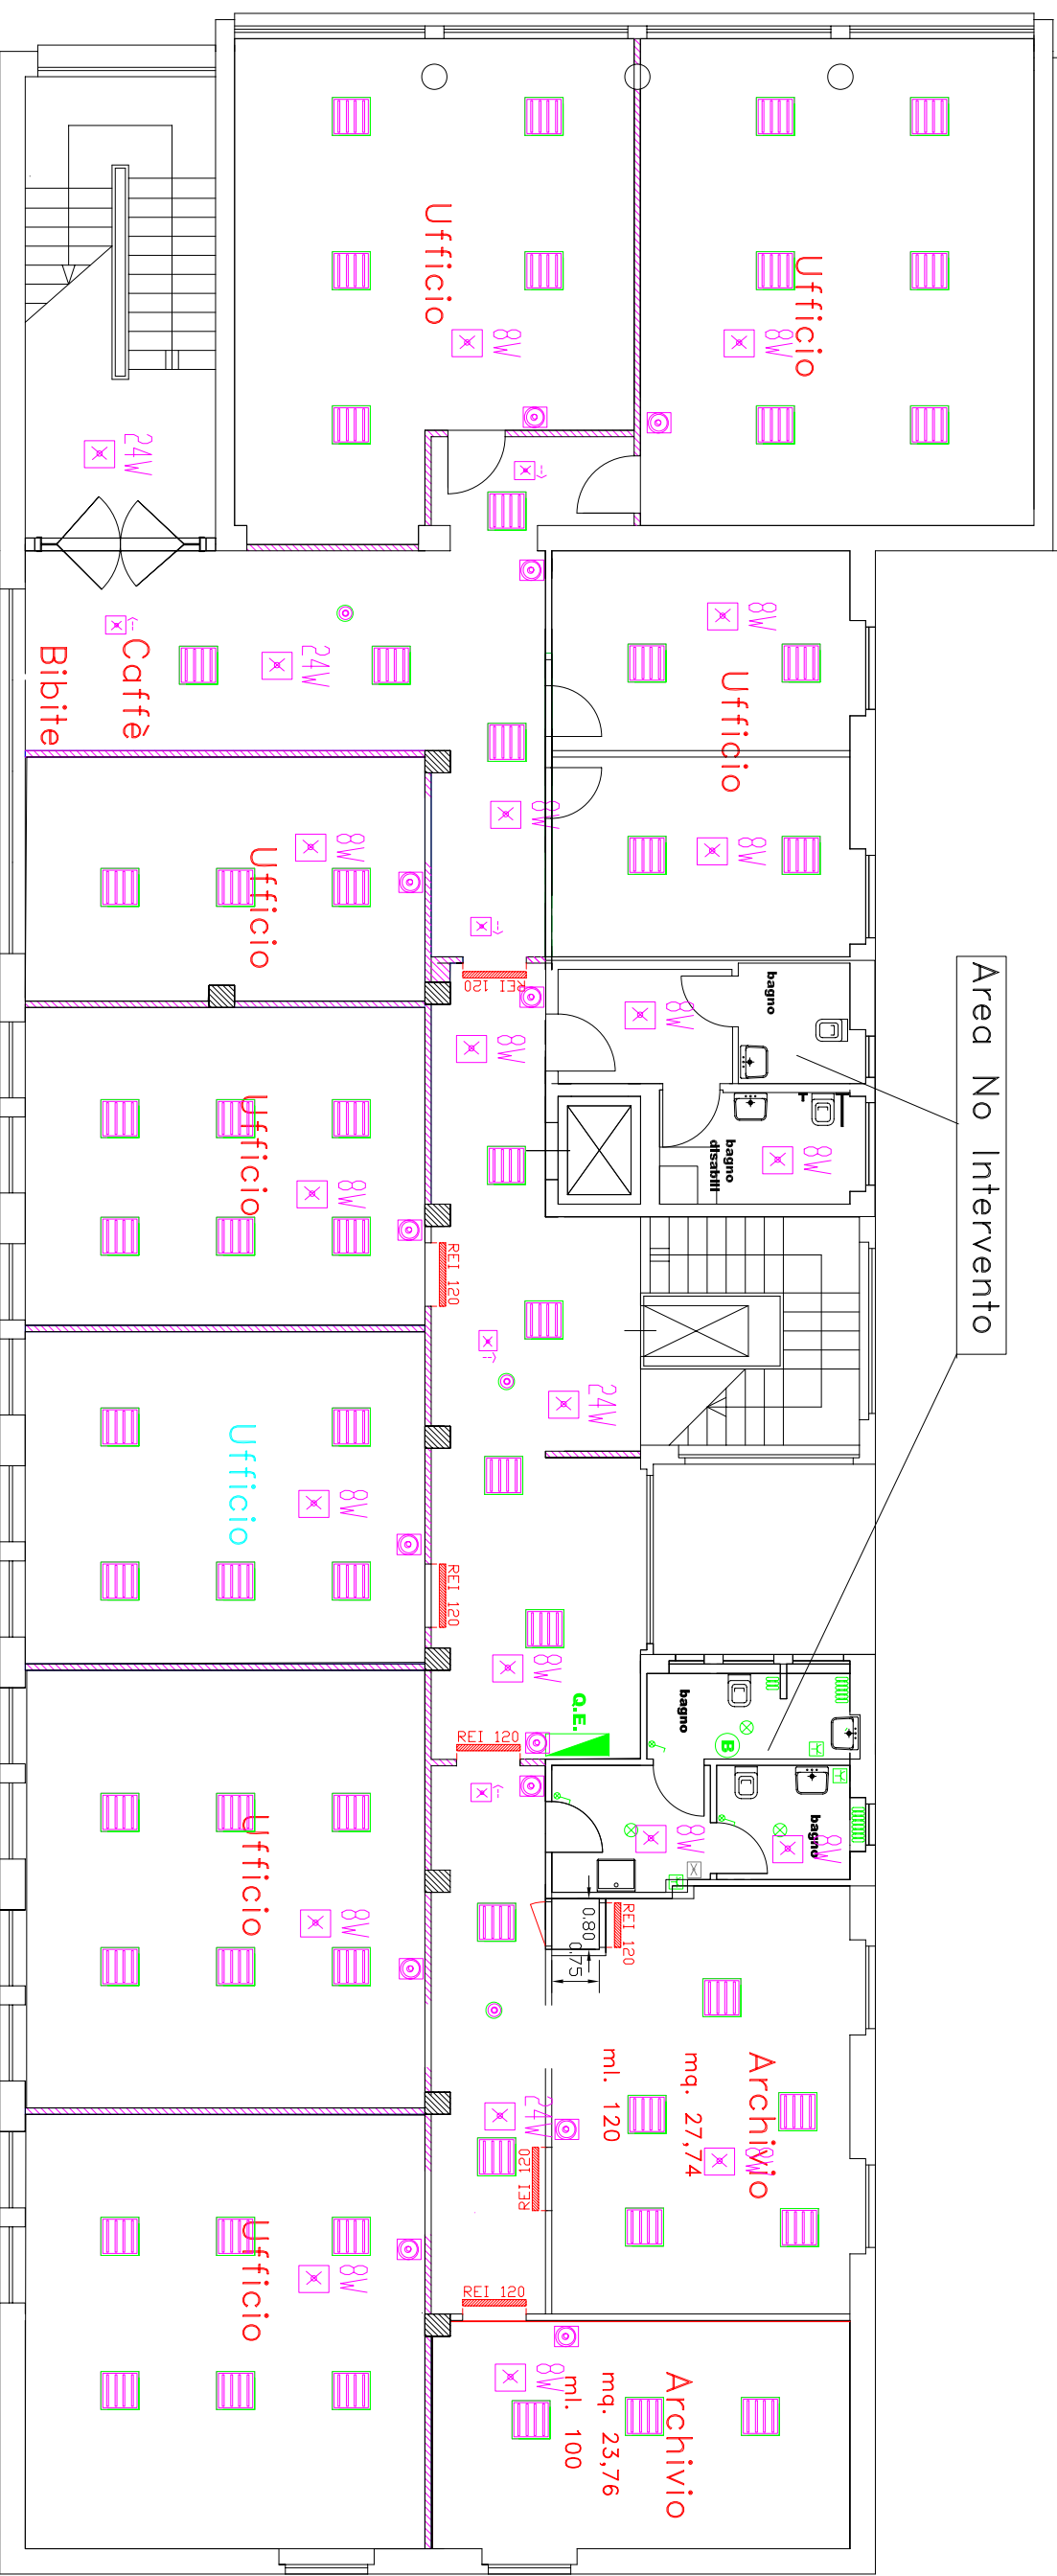 Area No Intervento
Ufficio
8W
Ufficio
8W
24W
Caffè
Bibite
24W
Ufficio
8W
8W
8W
Ufficio
8W
REI 120
8W
8W
bagno
bagno
disabili
8W
Ufficio
8W
REI 120
24W
Ufficio
8W
REI 120
8W
Q.E.
REI 120
bagno
B
bagno
8W
8W
Ufficio
8W
REI 120
0.80
0.75
Archivio
mq. 27,74
ml. 120
8W
24W
REI 120
REI 120
Ufficio
8W
Archivio
mq. 23,76
ml. 100
8W